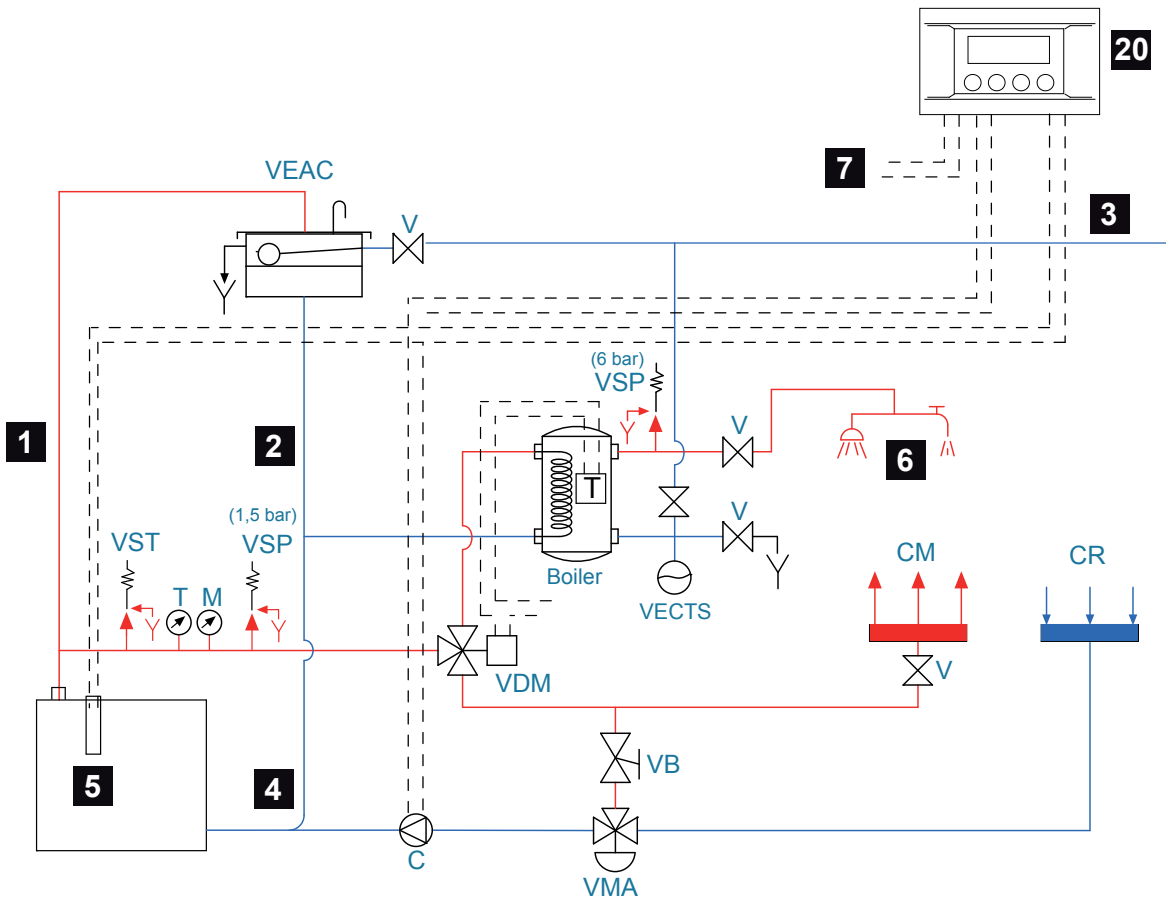 20
7
VEAC
3
V
(6 bar)
VSP
1
2
V
6
T
(1,5 bar)
VSP
VST
V
CM
CR
Boiler
T
M
VECTS
VDM
V
5
4
VB
C
VMA